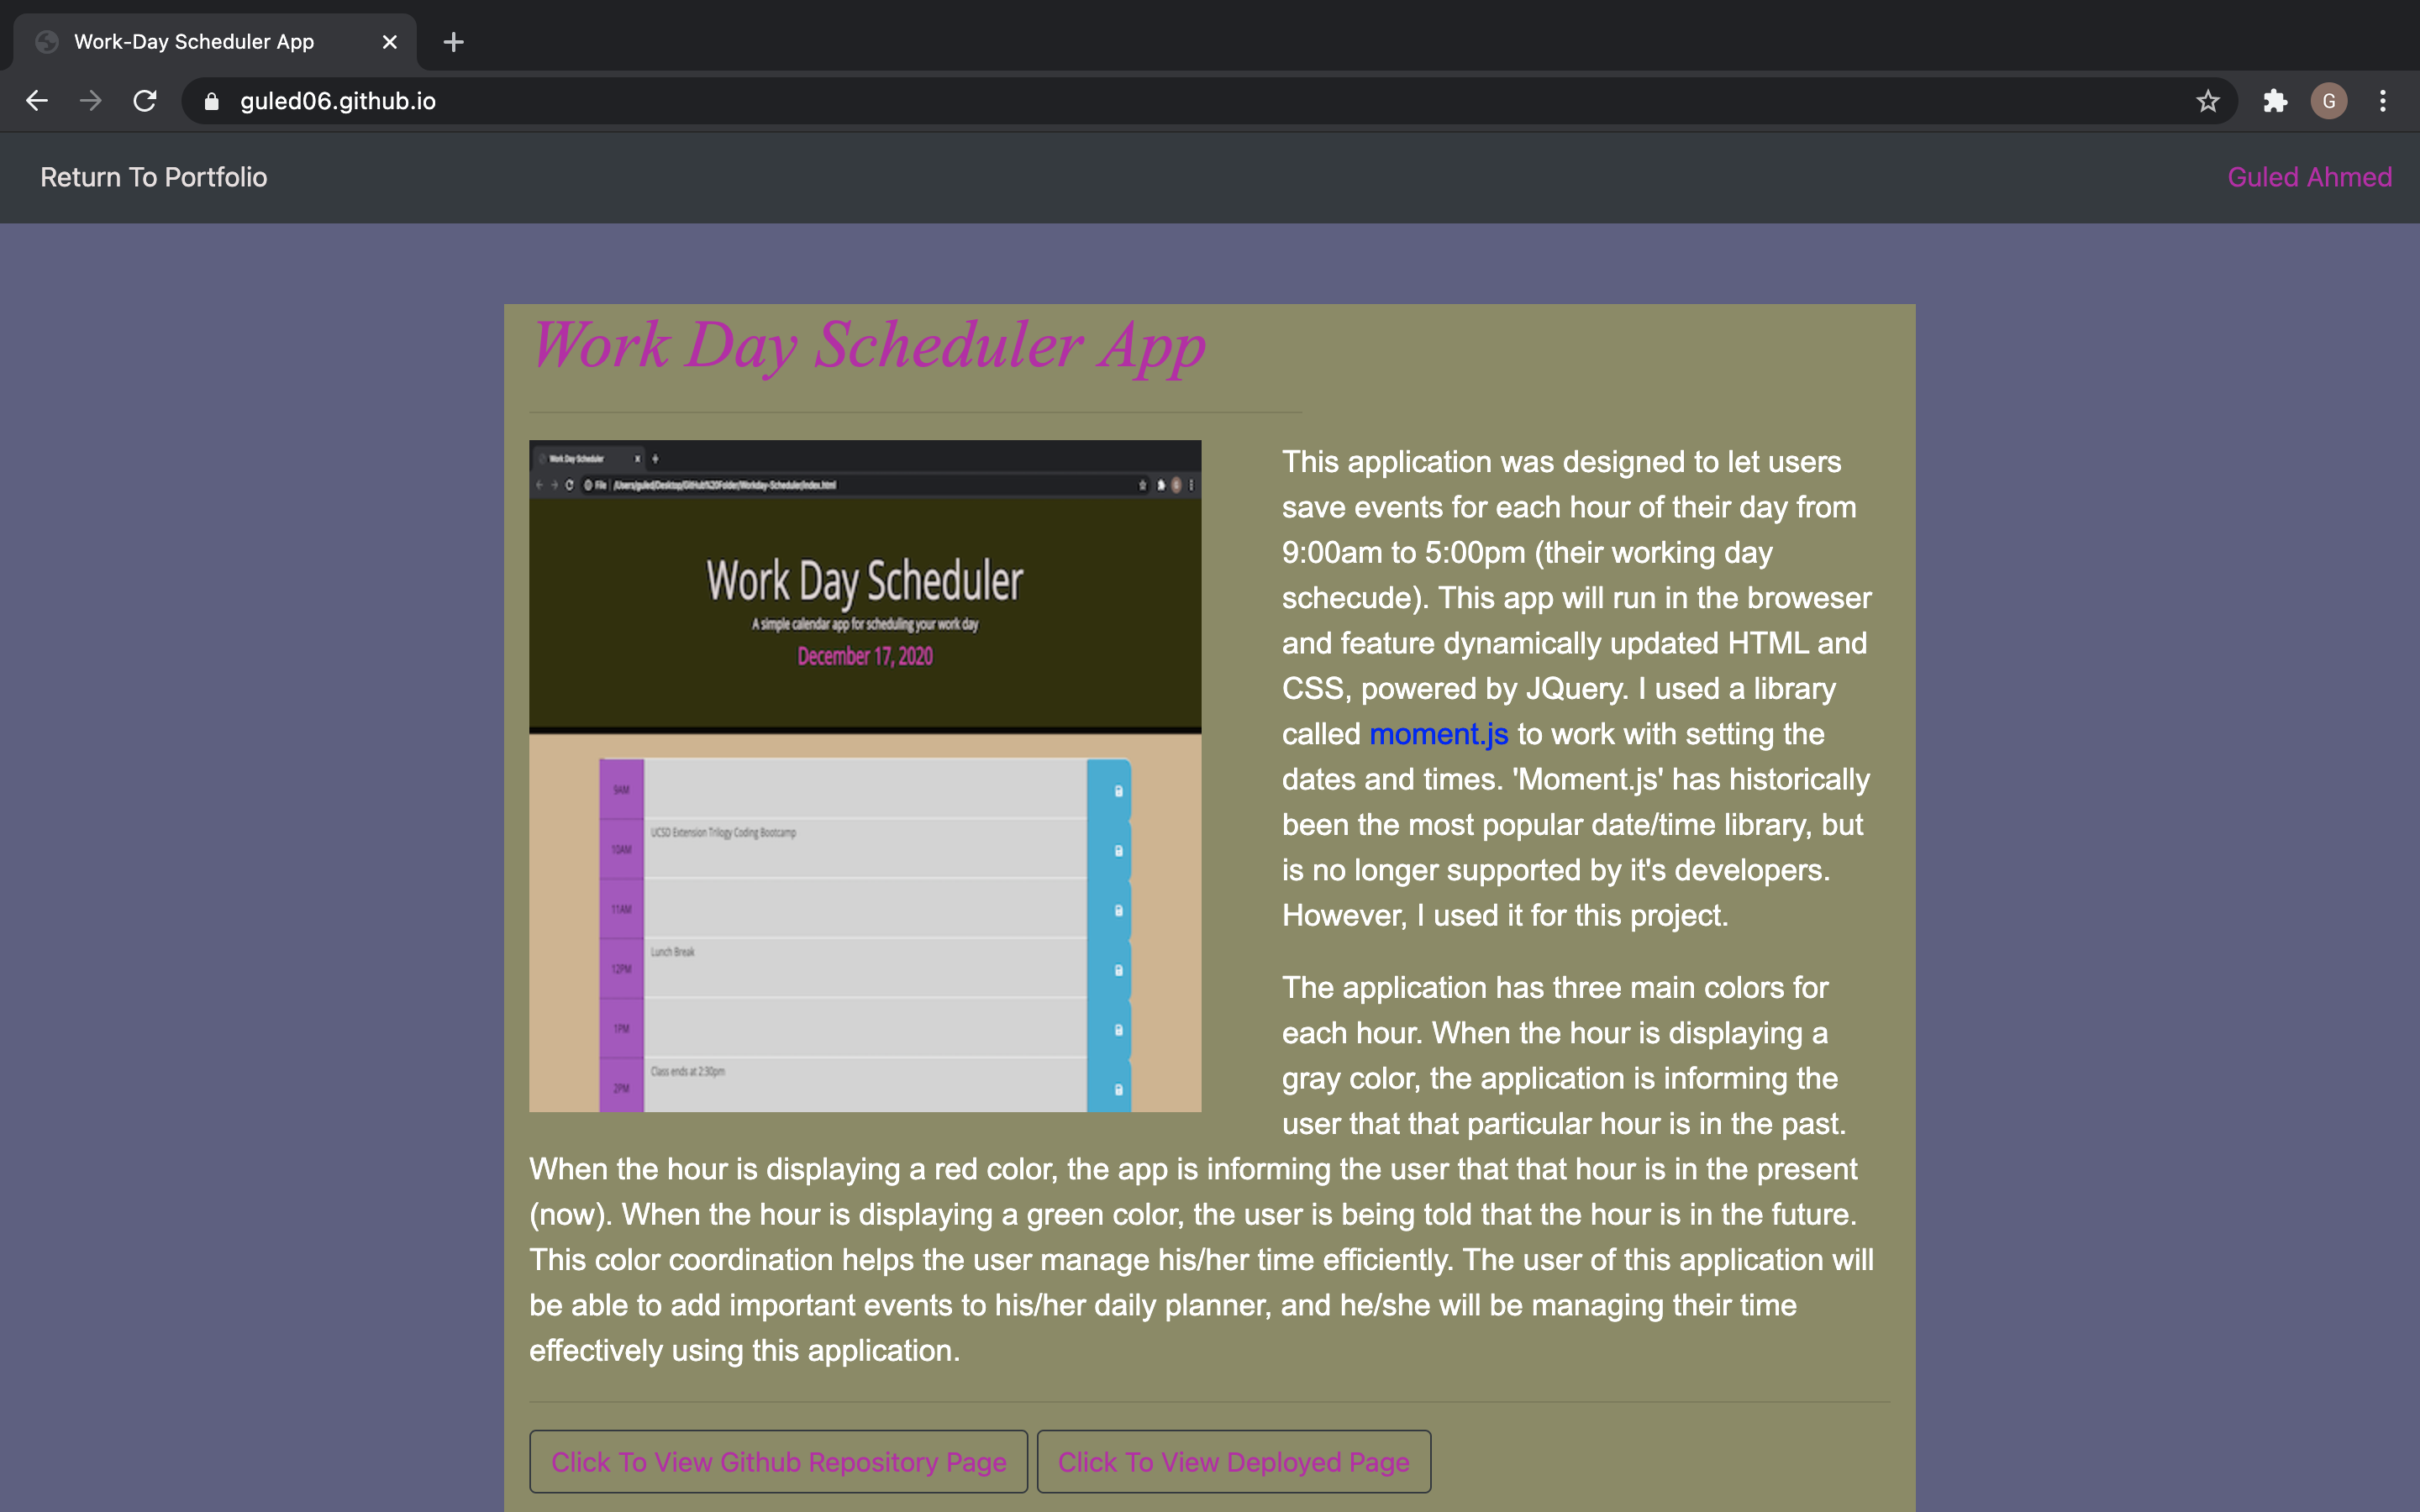 Work-Day Scheduler App
guled06.github.io
G
Return To Portfolio
Guled Ahmed
Work Day Scheduler App
Work Day Scheduler
File | /Users/guled/Desktop/GitHub%20Folder/Workday-Scheduler/index.html
Work Day Scheduler
A simple calendar app for scheduling your work day
December 17, 2020
9AM
10AM
UCSD Extension Trilogy Coding Bootcamp
11AM
12PM
Lunch Break
1PM
2PM
Class ends at 2:30pm
This application was designed to let users
save events for each hour of their day from
9:00am to 5:00pm (their working day
schecude). This app will run in the broweser
and feature dynamically updated HTML and
CSS, powered by JQuery. I used a library
called moment.js to work with setting the
dates and times. 'Moment.js' has historically
been the most popular date/time library, but
is no longer supported by it's developers.
However, I used it for this project.
The application has three main colors for
each hour. When the hour is displaying a
gray color, the application is informing the
user that that particular hour is in the past.
When the hour is displaying a red color, the app is informing the user that that hour is in the present
(now). When the hour is displaying a green color, the user is being told that the hour is in the future.
This color coordination helps the user manage his/her time efficiently. The user of this application will
be able to add important events to his/her daily planner, and he/she will be managing their time
effectively using this application.
Click To View Github Repository Page
Click To View Deployed Page